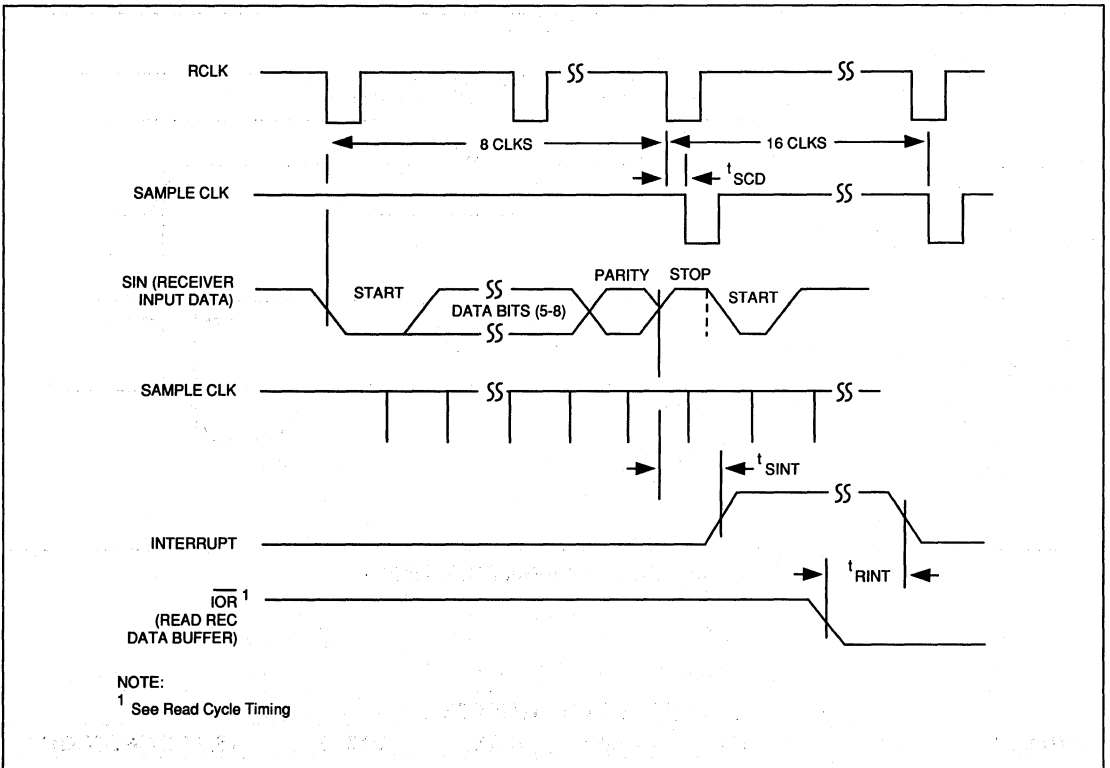 RCLK
8 CLKS
16 CLKS
tSCD
SAMPLE CLK
SIN (RECEIVER
INPUT DATA)
START
DATA BITS (5-8)
PARITY
STOP
START
SAMPLE CLK
tSINT
INTERRUPT
tRINT
IOR 1
(READ REC
DATA BUFFER)
NOTE:
1 See Read Cycle Timing